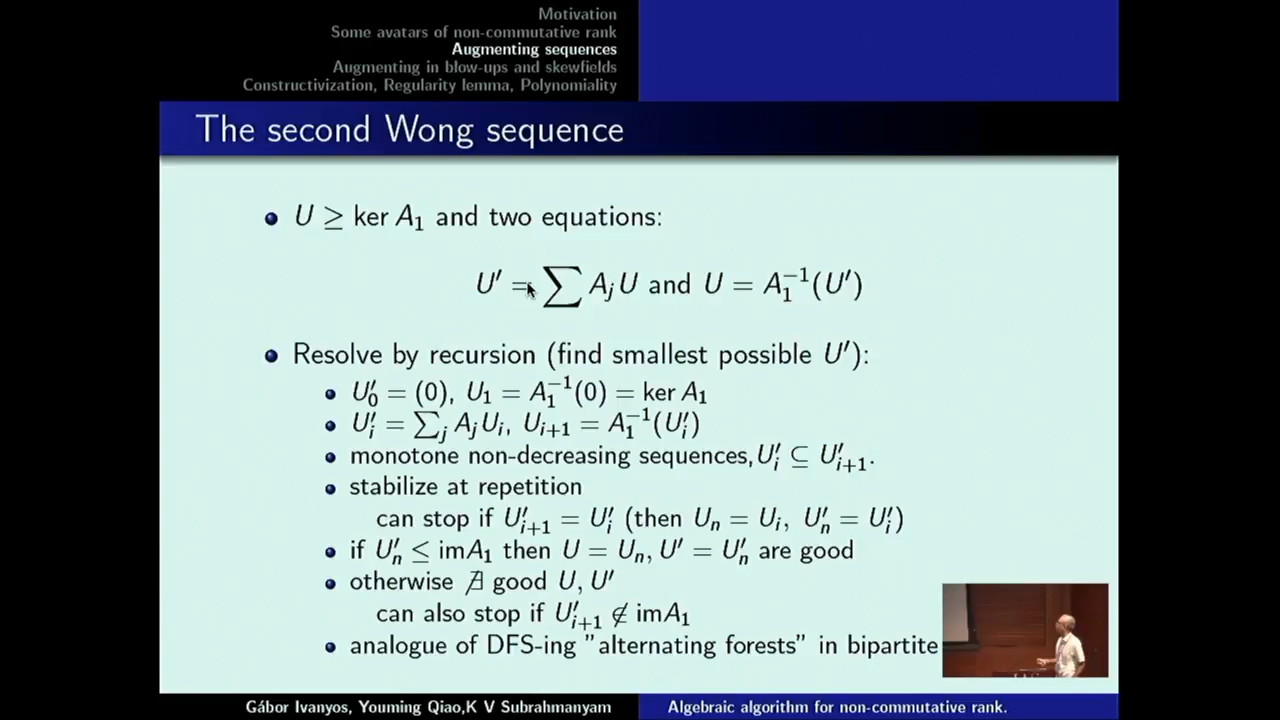 Motivation
Some avatars of non-commutative rank
Augmenting sequences
Augmenting in blow-ups and skewfields
Constructivization, Regularity lemma, Polynomiality
The second Wong sequence
U ≥ ker A₁ and two equations:
U′ = ∑ AⱼU and U = A₁⁻¹(U′)
Resolve by recursion (find smallest possible U′):
U′₀ = (0), U₁ = A₁⁻¹(0) = ker A₁
U′ᵢ = ∑ⱼ AⱼUᵢ, Uᵢ₊₁ = A₁⁻¹(U′ᵢ)
monotone non-decreasing sequences, U′ᵢ ⊆ U′ᵢ₊₁.
stabilize at repetition
can stop if U′ᵢ₊₁ = U′ᵢ (then Uₙ = Uᵢ, U′ₙ = U′ᵢ)
if U′ₙ ≤ imA₁ then U = Uₙ, U′ = U′ₙ are good
otherwise ∄ good U, U′
can also stop if U′ᵢ₊₁ ⊄ imA₁
analogue of DFS-ing "alternating forests" in bipartite
Gábor Ivanyos, Youming Qiao,K V Subrahmanyam
Algebraic algorithm for non-commutative rank.